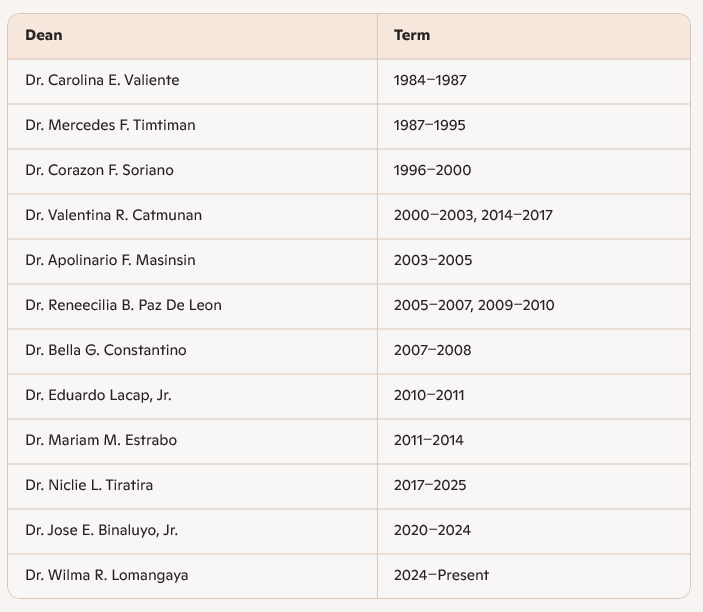 Dean Term
Dr. Carolina E. Valiente 1984–1987
Dr. Mercedes F. Timtiman 1987–1995
Dr. Corazon F. Soriano 1996–2000
Dr. Valentina R. Catmunan 2000–2003, 2014–2017
Dr. Apolinario F. Masinsin 2003–2005
Dr. Reneecilia B. Paz De Leon 2005–2007, 2009–2010
Dr. Bella G. Constantino 2007–2008
Dr. Eduardo Lacap, Jr. 2010–2011
Dr. Mariam M. Estrabo 2011–2014
Dr. Niclie L. Tiratira 2017–2025
Dr. Jose E. Binaluyo, Jr. 2020–2024
Dr. Wilma R. Lomangaya 2024–Present